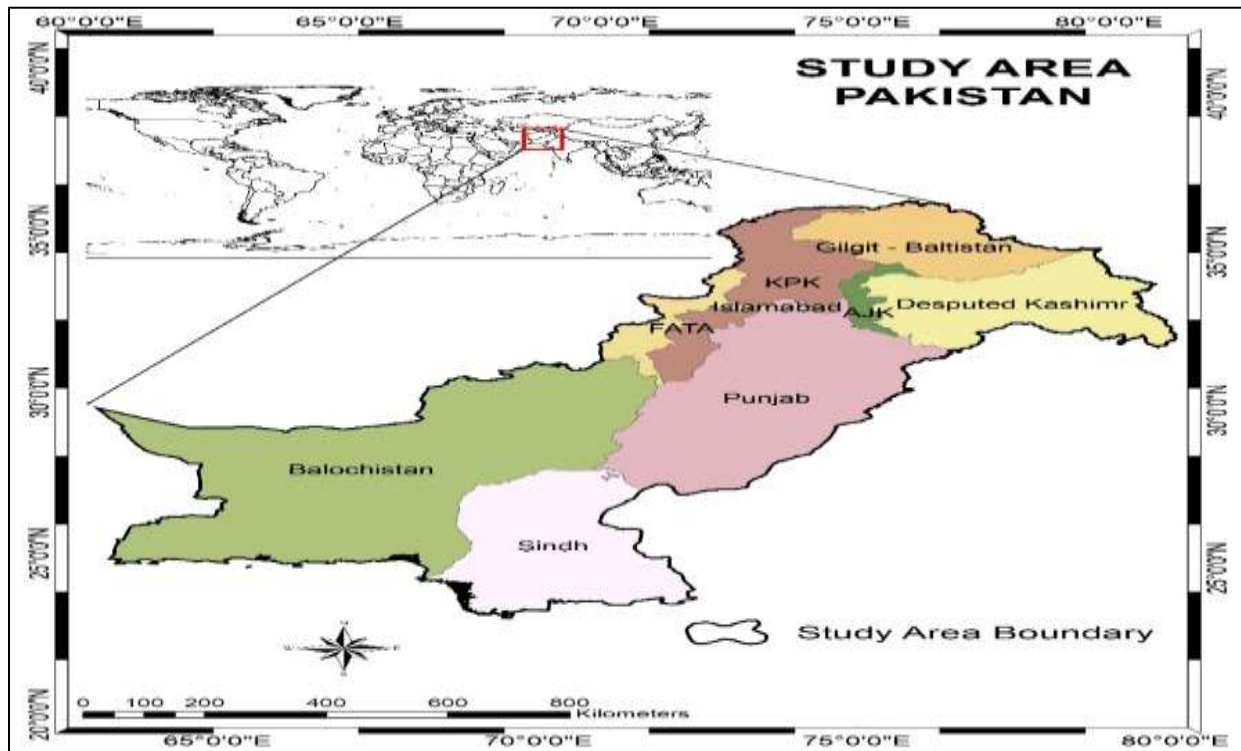 60°0'0"E 65°0'0"E 70°0'0"E 75°0'0"E 80°0'0"E
STUDY AREA
PAKISTAN
40°0'0"N 40°0'0"N
35°0'0"N 35°0'0"N
Gilgit - Baltistan
KPK
Islamabad
AJK
Desputed Kashimr
FATA
30°0'0"N 30°0'0"N
Punjab
Balochistan
25°0'0"N 25°0'0"N
Sindh
Study Area Boundary
N
W E
S
0 100 200 400 600 800
Kilometers
20°0'0"N
65°0'0"E 70°0'0"E 75°0'0"E 80°0'0"E